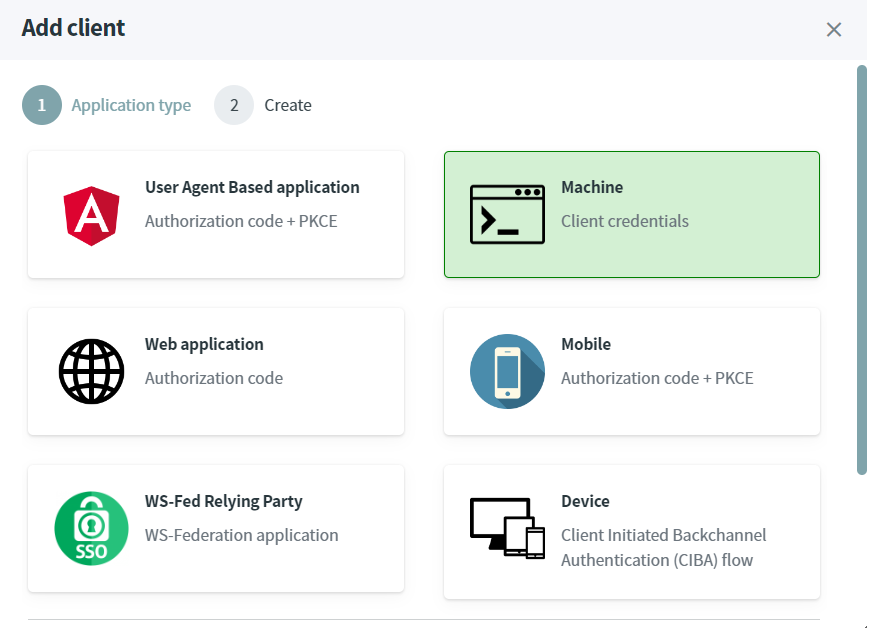 Add client
1 Application type 2 Create
User Agent Based application
Authorization code + PKCE
Machine
Client credentials
Web application
Authorization code
Mobile
Authorization code + PKCE
SSO
WS-Fed Relying Party
WS-Federation application
Device
Client Initiated Backchannel
Authentication (CIBA) flow